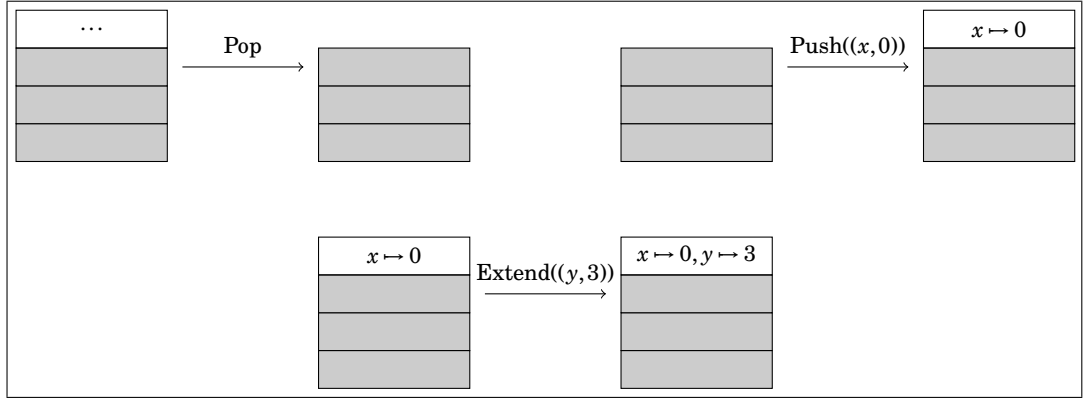 ⋯
Pop
Push((x,0))
x ↦ 0
x ↦ 0
Extend((y,3))
x ↦ 0, y ↦ 3